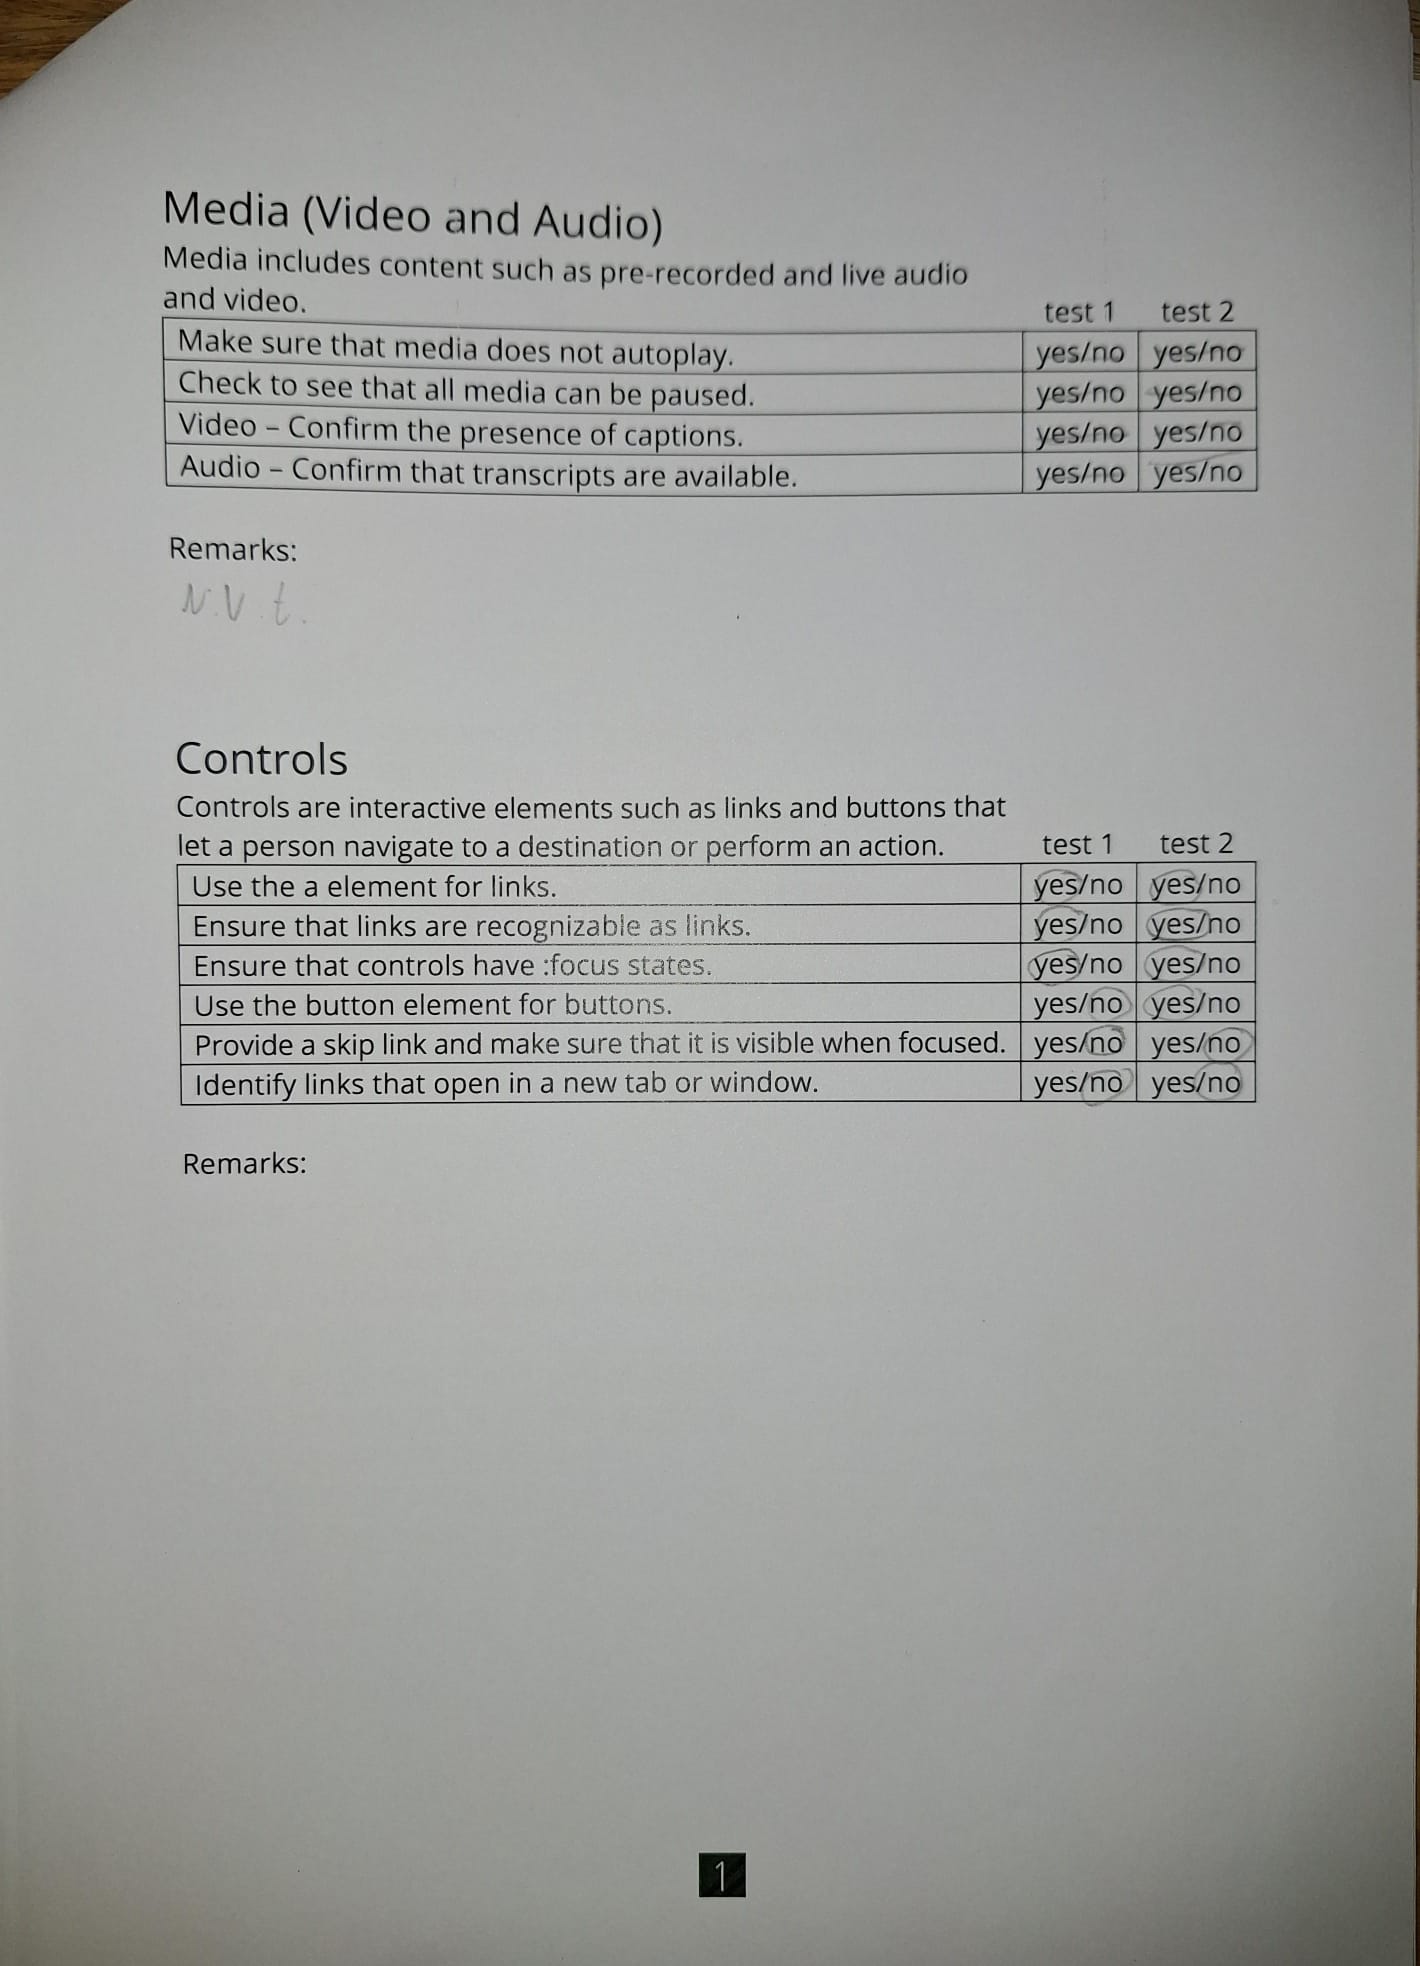 Media (Video and Audio)
Media includes content such as pre-recorded and live audio
and video. test 1 test 2
Make sure that media does not autoplay. yes/no yes/no
Check to see that all media can be paused. yes/no yes/no
Video – Confirm the presence of captions. yes/no yes/no
Audio – Confirm that transcripts are available. yes/no yes/no
Remarks:
N.V.t.
Controls
Controls are interactive elements such as links and buttons that
let a person navigate to a destination or perform an action. test 1 test 2
Use the a element for links. yes/no yes/no
Ensure that links are recognizable as links. yes/no yes/no
Ensure that controls have :focus states. yes/no yes/no
Use the button element for buttons. yes/no yes/no
Provide a skip link and make sure that it is visible when focused. yes/no yes/no
Identify links that open in a new tab or window. yes/no yes/no
Remarks:
1